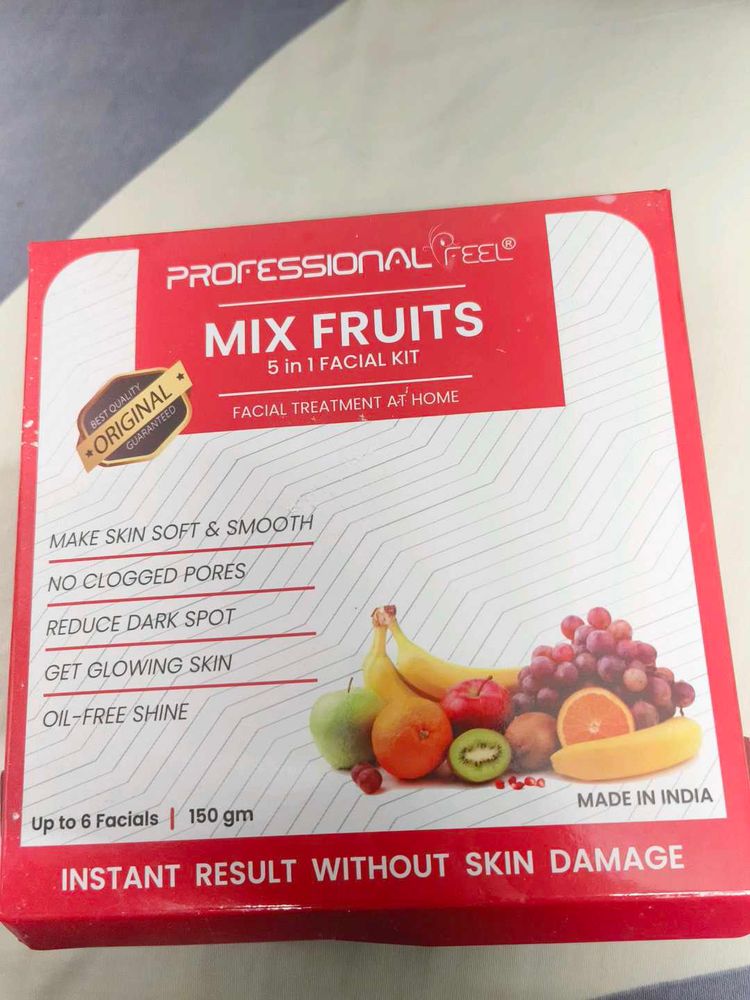 PROFESSIONAL FEEL®
MIX FRUITS
5 in 1 FACIAL KIT
FACIAL TREATMENT AT HOME
BEST QUALITY
ORIGINAL
GUARANTEED
MAKE SKIN SOFT & SMOOTH
NO CLOGGED PORES
REDUCE DARK SPOT
GET GLOWING SKIN
OIL-FREE SHINE
Up to 6 Facials | 150 gm
MADE IN INDIA
INSTANT RESULT WITHOUT SKIN DAMAGE